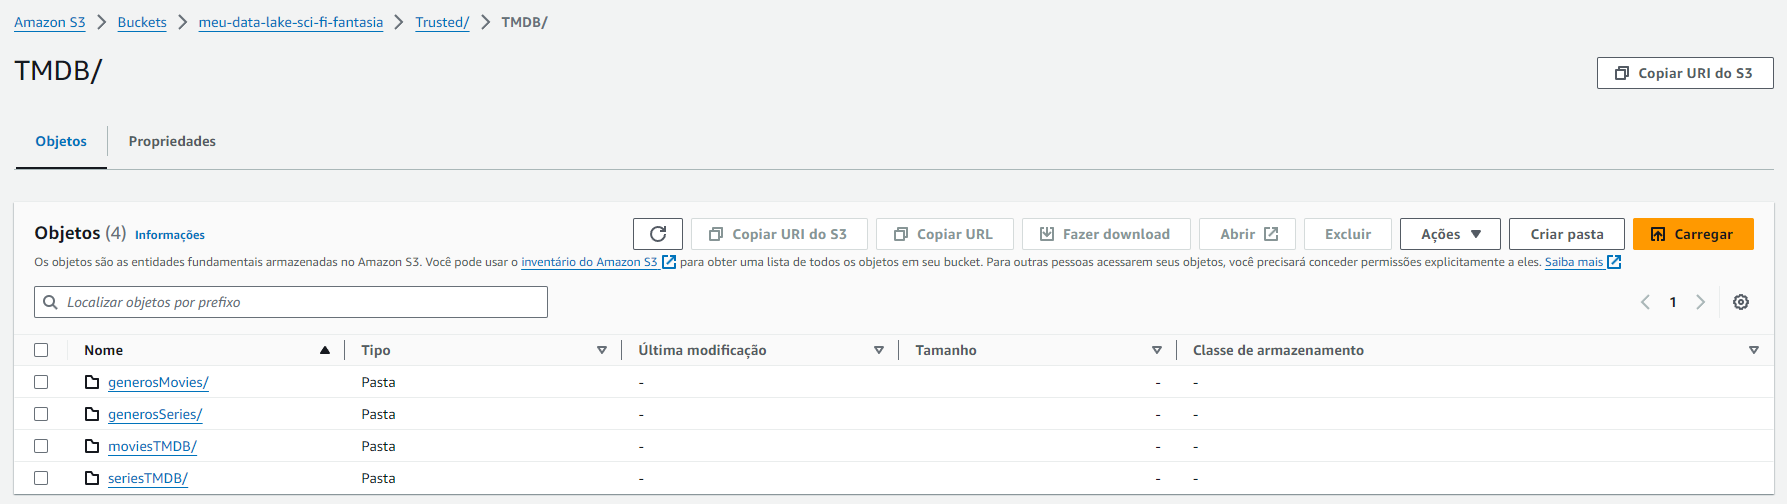 Amazon S3 > Buckets > meu-data-lake-sci-fi-fantasia > Trusted/ > TMDB/
TMDB/
Copiar URI do S3
Objetos Propriedades
Objetos (4) Informações Copiar URI do S3 Copiar URL Fazer download Abrir Excluir Ações Criar pasta Carregar
Os objetos são as entidades fundamentais armazenadas no Amazon S3. Você pode usar o inventário do Amazon S3 para obter uma lista de todos os objetos em seu bucket. Para outras pessoas acessarem seus objetos, você precisará conceder permissões explicitamente a eles. Saiba mais
Localizar objetos por prefixo 1
Nome Tipo Última modificação Tamanho Classe de armazenamento
generosMovies/ Pasta - - -
generosSeries/ Pasta - - -
moviesTMDB/ Pasta - - -
seriesTMDB/ Pasta - - -